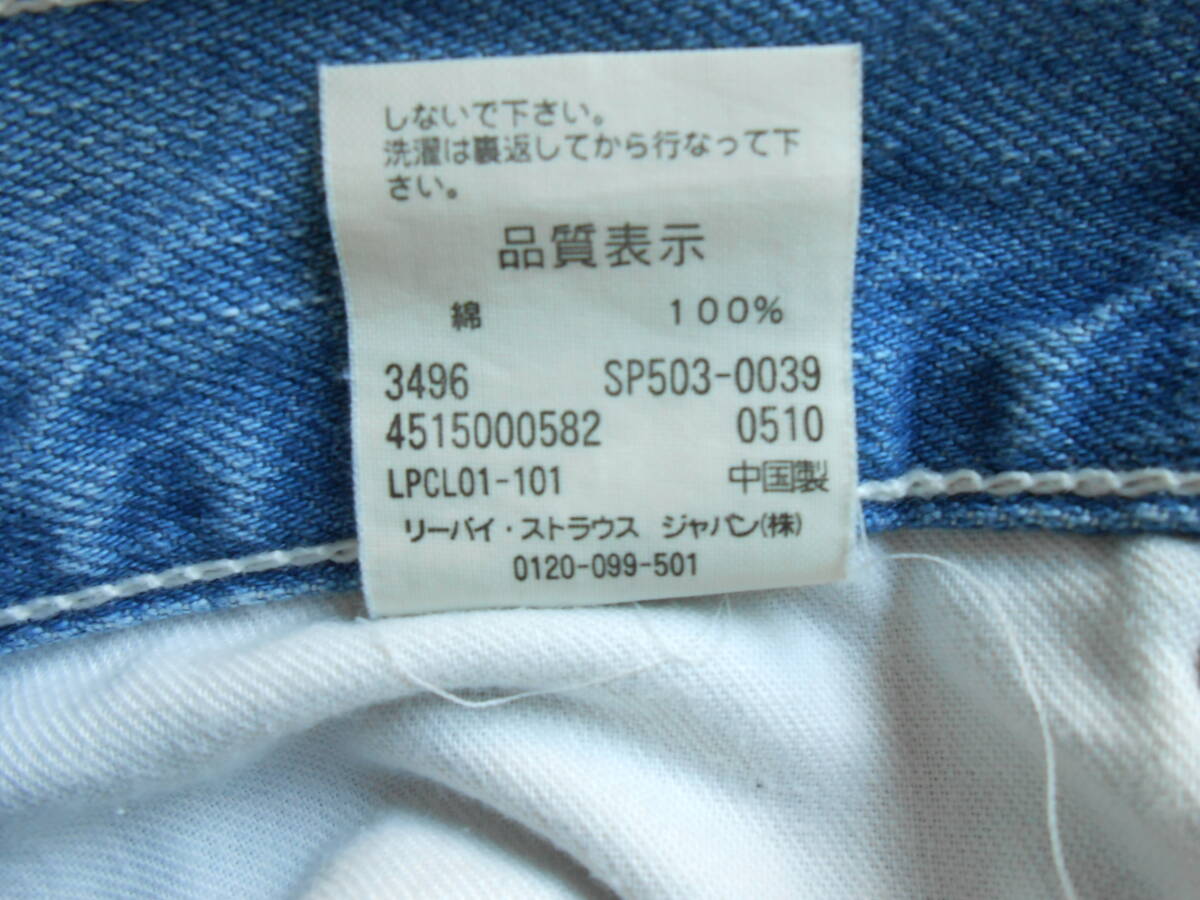 しないで下さい。
洗濯は裏返してから行なって下
さい。
品質表示
綿 100%
3496 SP503-0039
4515000582 0510
LPCL01-101 中国製
リーバイ・ストラウス ジャパン(株)
0120-099-501